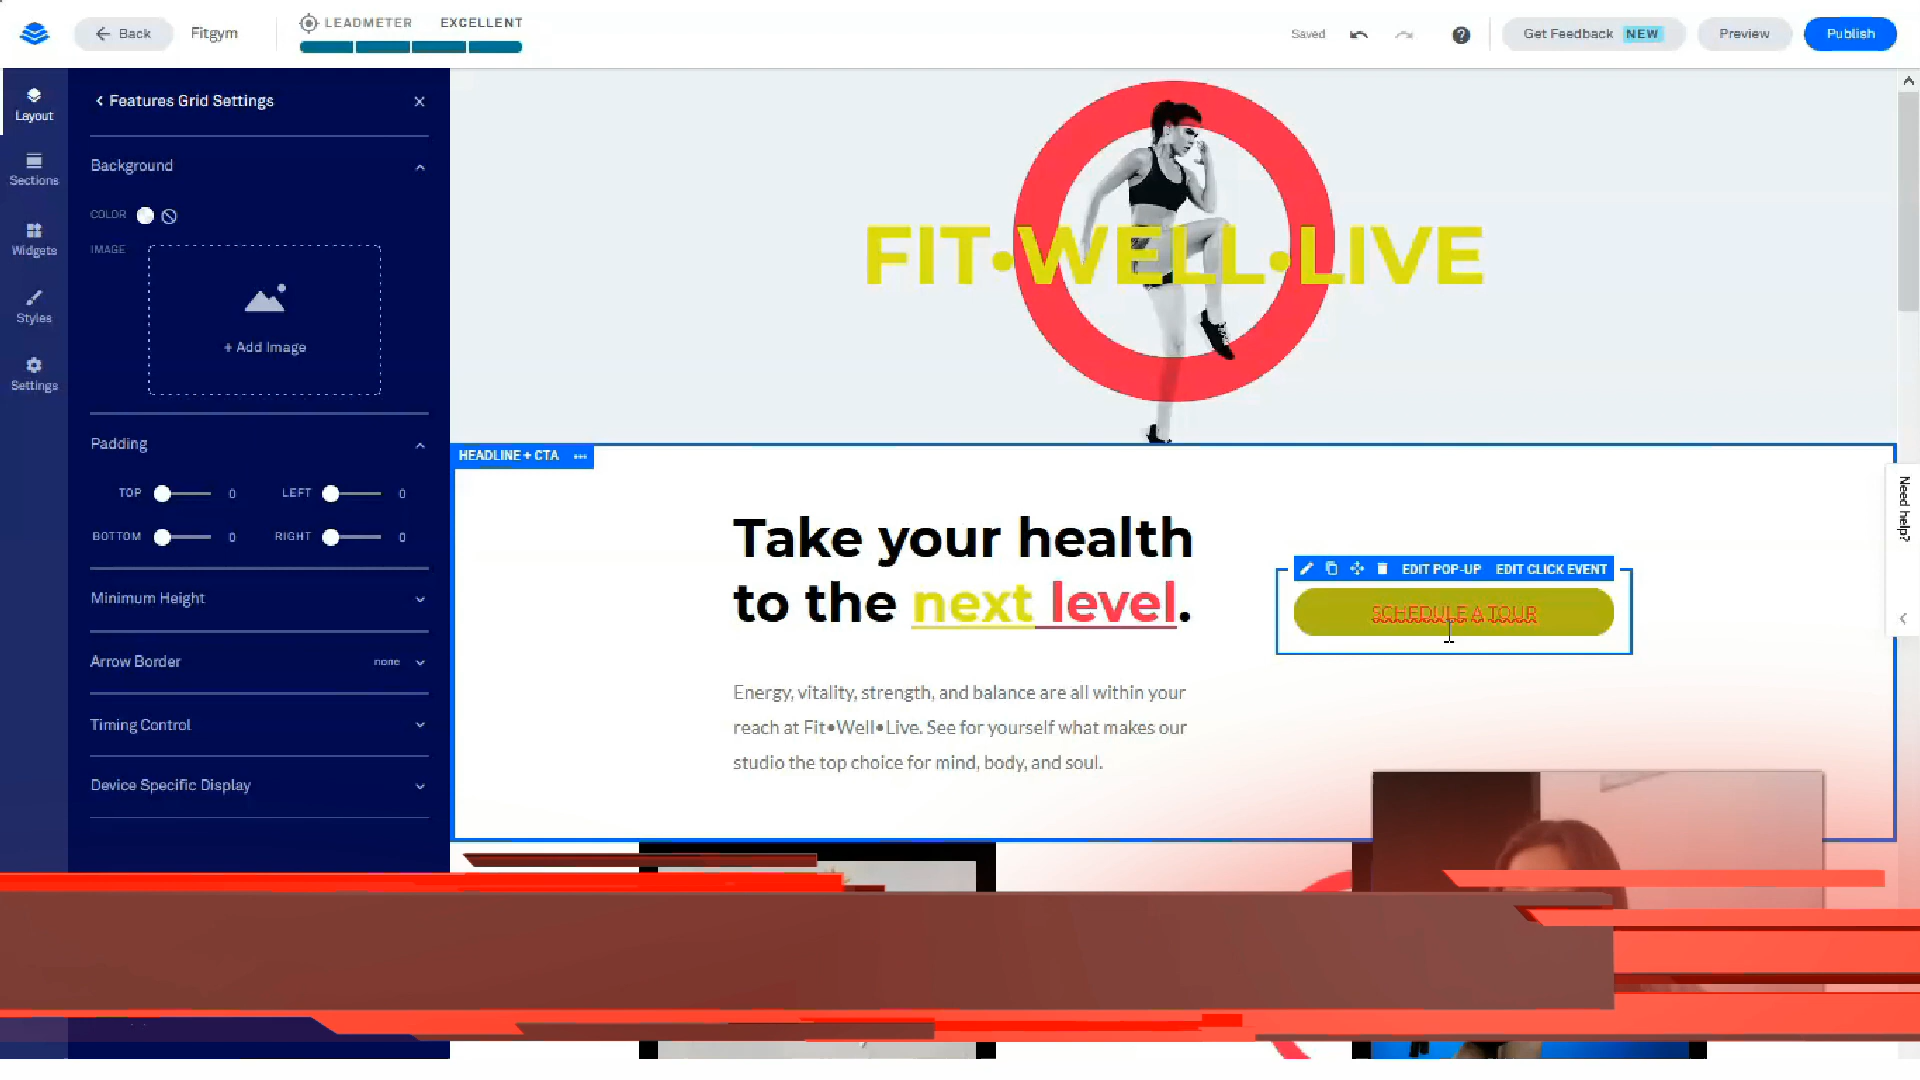 Back
Fitgym
LEADMETER EXCELLENT
Saved
Get Feedback NEW
Preview
Publish
Layout
Sections
Widgets
Styles
Settings
Features Grid Settings
Background
COLOR
IMAGE
+ Add Image
Padding
TOP 0 LEFT 0
BOTTOM 0 RIGHT 0
Minimum Height
Arrow Border none
Timing Control
Device Specific Display
FIT•WELL•LIVE
HEADLINE + CTA
Take your health
to the next level.
EDIT POP-UP EDIT CLICK EVENT
SCHEDULE A TOUR
Energy, vitality, strength, and balance are all within your
reach at Fit•Well•Live. See for yourself what makes our
studio the top choice for mind, body, and soul.
Need help?